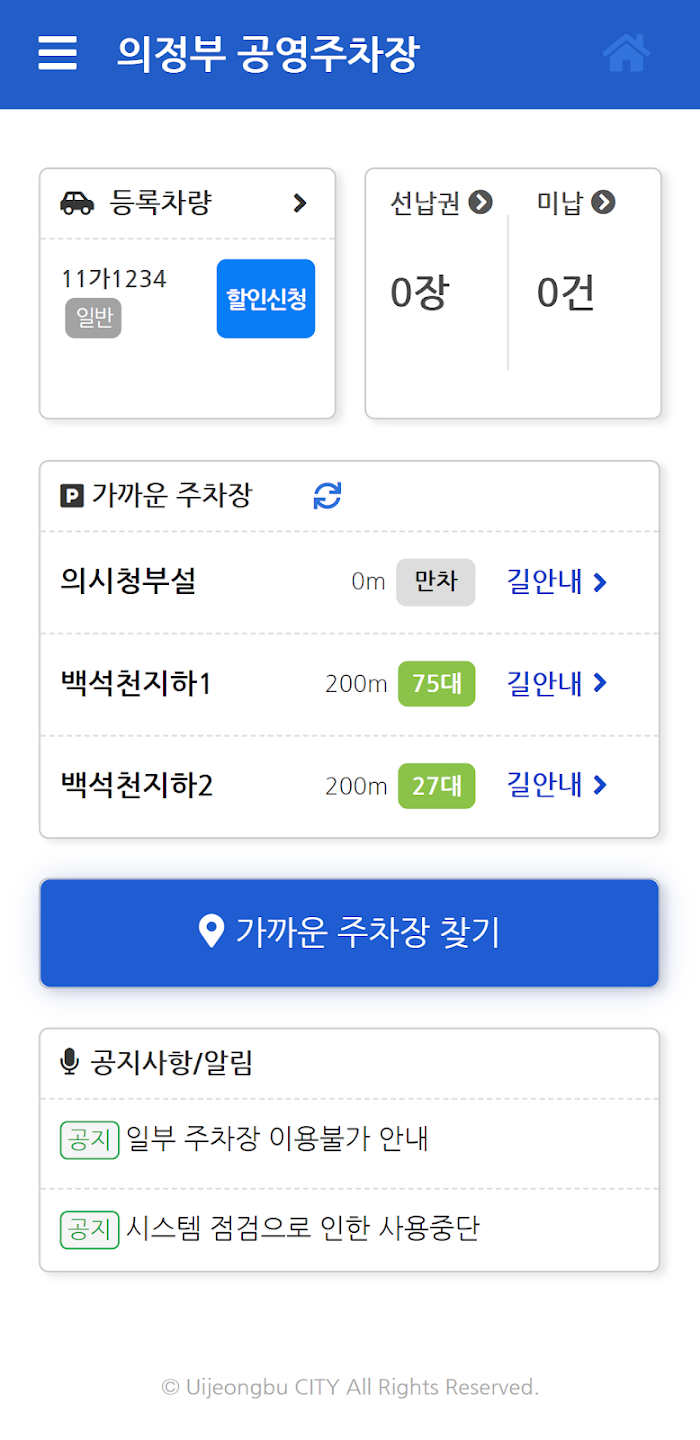 의정부 공영주차장
등록차량
11가1234
일반
할인신청
선납권
0장
미납
0건
P 가까운 주차장
의시청부설 0m 만차 길안내
백석천지하1 200m 75대 길안내
백석천지하2 200m 27대 길안내
가까운 주차장 찾기
공지사항/알림
공지 일부 주차장 이용불가 안내
공지 시스템 점검으로 인한 사용중단
© Uijeongbu CITY All Rights Reserved.